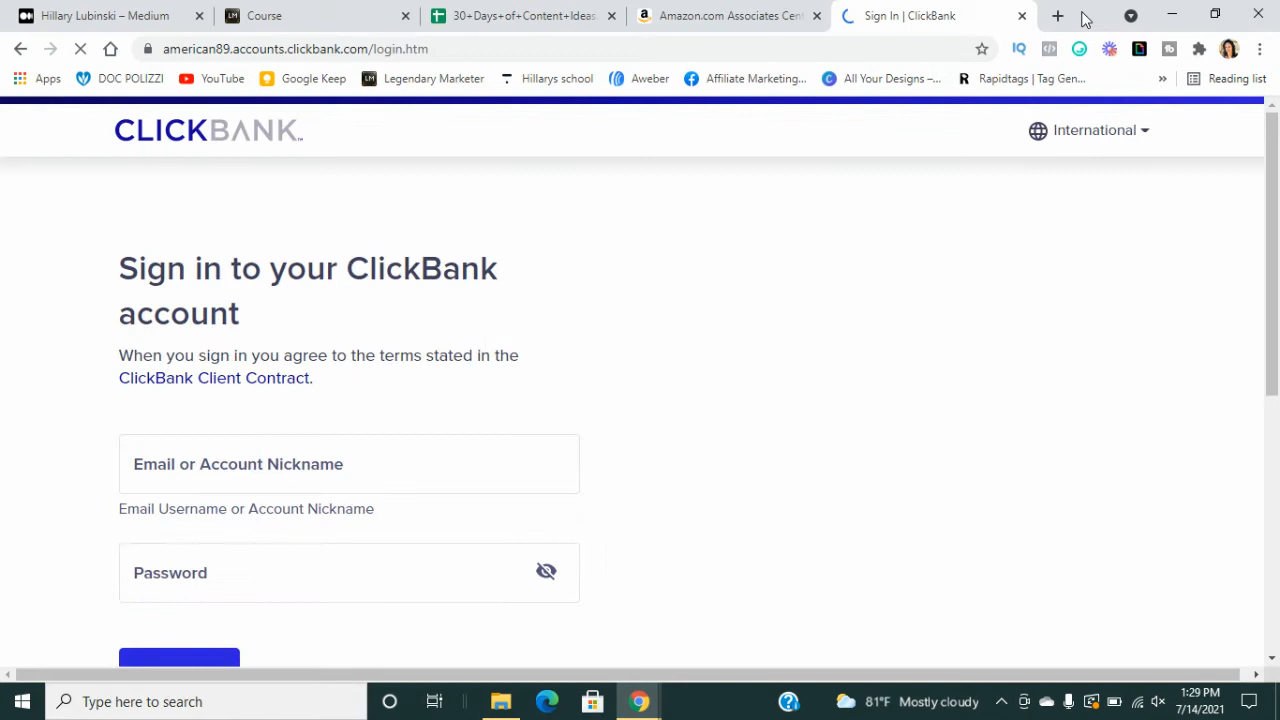 Hillary Lubinski – Medium
Course
30+Days+of+Content+Ideas
Amazon.com Associates Cent
Sign In | ClickBank
american89.accounts.clickbank.com/login.htm
Apps
DOC POLIZZI
YouTube
Google Keep
Legendary Marketer
Hillarys school
Aweber
Affiliate Marketing...
All Your Designs –...
Rapidtags | Tag Gen...
»
Reading list
CLICKBANK™
International
Sign in to your ClickBank
account
When you sign in you agree to the terms stated in the
ClickBank Client Contract.
Email or Account Nickname
Email Username or Account Nickname
Password
Type here to search
81°F Mostly cloudy
1:29 PM
7/14/2021